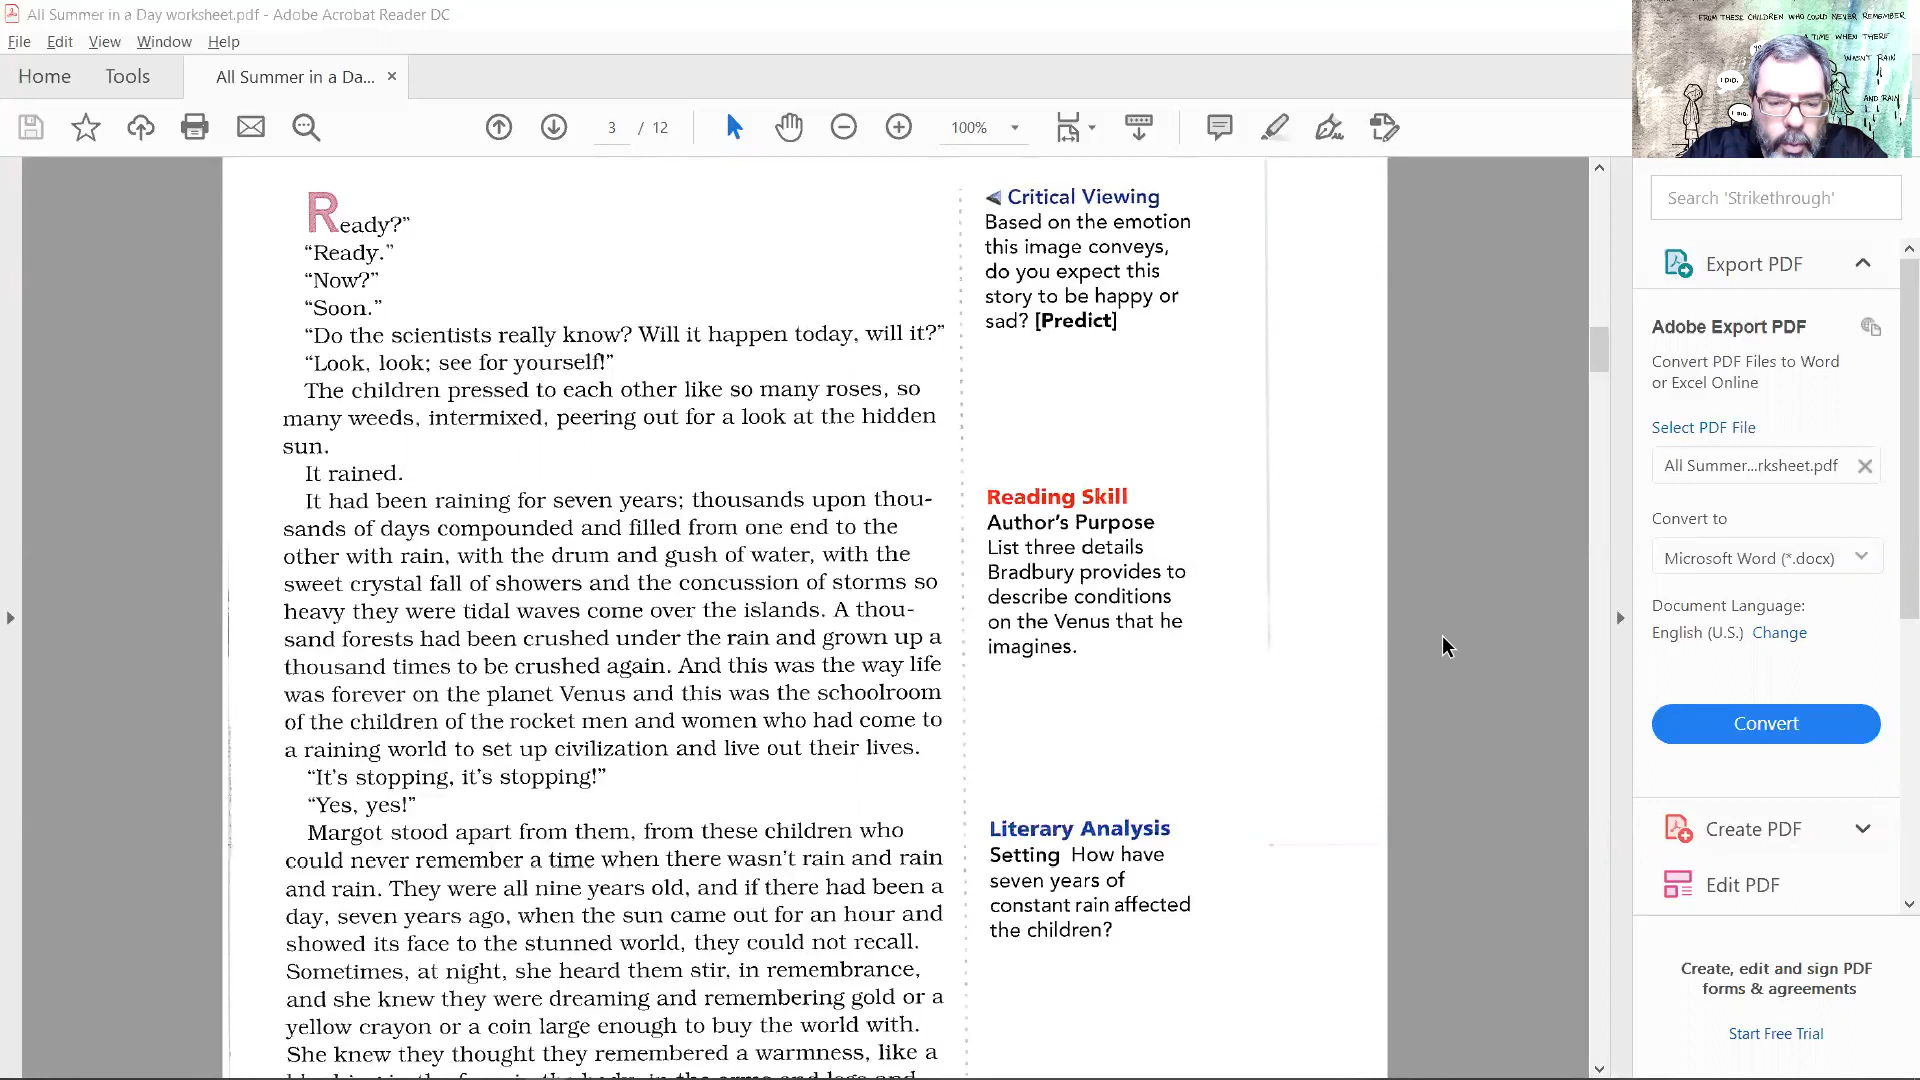 All Summer in a Day worksheet.pdf - Adobe Acrobat Reader DC
File Edit View Window Help
Home Tools All Summer in a Da... ×
3 / 12 100%
FROM THESE CHILDREN WHO COULD NEVER REMEMBER
A TIME WHEN THERE
WASN'T RAIN
AND RAIN
I DID.
I DID.
Ready?”
“Ready.”
“Now?”
“Soon.”
“Do the scientists really know? Will it happen today, will it?”
“Look, look; see for yourself!”
The children pressed to each other like so many roses, so
many weeds, intermixed, peering out for a look at the hidden
sun.
It rained.
It had been raining for seven years; thousands upon thou-
sands of days compounded and filled from one end to the
other with rain, with the drum and gush of water, with the
sweet crystal fall of showers and the concussion of storms so
heavy they were tidal waves come over the islands. A thou-
sand forests had been crushed under the rain and grown up a
thousand times to be crushed again. And this was the way life
was forever on the planet Venus and this was the schoolroom
of the children of the rocket men and women who had come to
a raining world to set up civilization and live out their lives.
“It’s stopping, it’s stopping!”
“Yes, yes!”
Margot stood apart from them, from these children who
could never remember a time when there wasn’t rain and rain
and rain. They were all nine years old, and if there had been a
day, seven years ago, when the sun came out for an hour and
showed its face to the stunned world, they could not recall.
Sometimes, at night, she heard them stir, in remembrance,
and she knew they were dreaming and remembering gold or a
yellow crayon or a coin large enough to buy the world with.
She knew they thought they remembered a warmness, like a
Critical Viewing
Based on the emotion
this image conveys,
do you expect this
story to be happy or
sad? [Predict]
Reading Skill
Author’s Purpose
List three details
Bradbury provides to
describe conditions
on the Venus that he
imagines.
Literary Analysis
Setting How have
seven years of
constant rain affected
the children?
Search 'Strikethrough'
Export PDF
Adobe Export PDF
Convert PDF Files to Word
or Excel Online
Select PDF File
All Summer...rksheet.pdf
Convert to
Microsoft Word (*.docx)
Document Language:
English (U.S.) Change
Convert
Create PDF
Edit PDF
Create, edit and sign PDF
forms & agreements
Start Free Trial